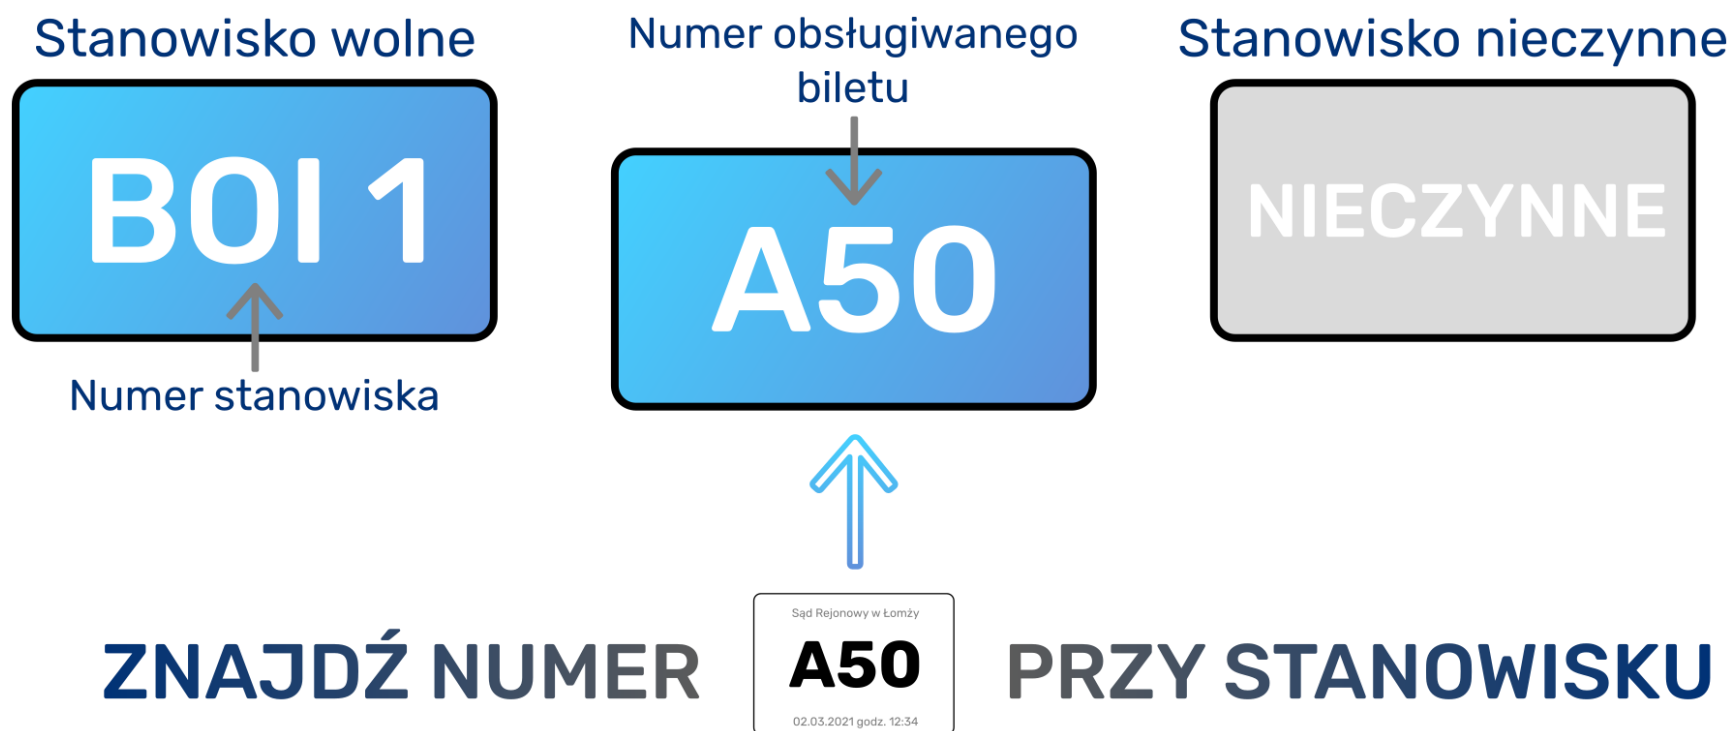 Stanowisko wolne
BOI 1
Numer stanowiska
Numer obsługiwanego
biletu
A50
Stanowisko nieczynne
NIECZYNNE
ZNAJDŹ NUMER
Sąd Rejonowy w Łomży
A50
02.03.2021 godz. 12:34
PRZY STANOWISKU